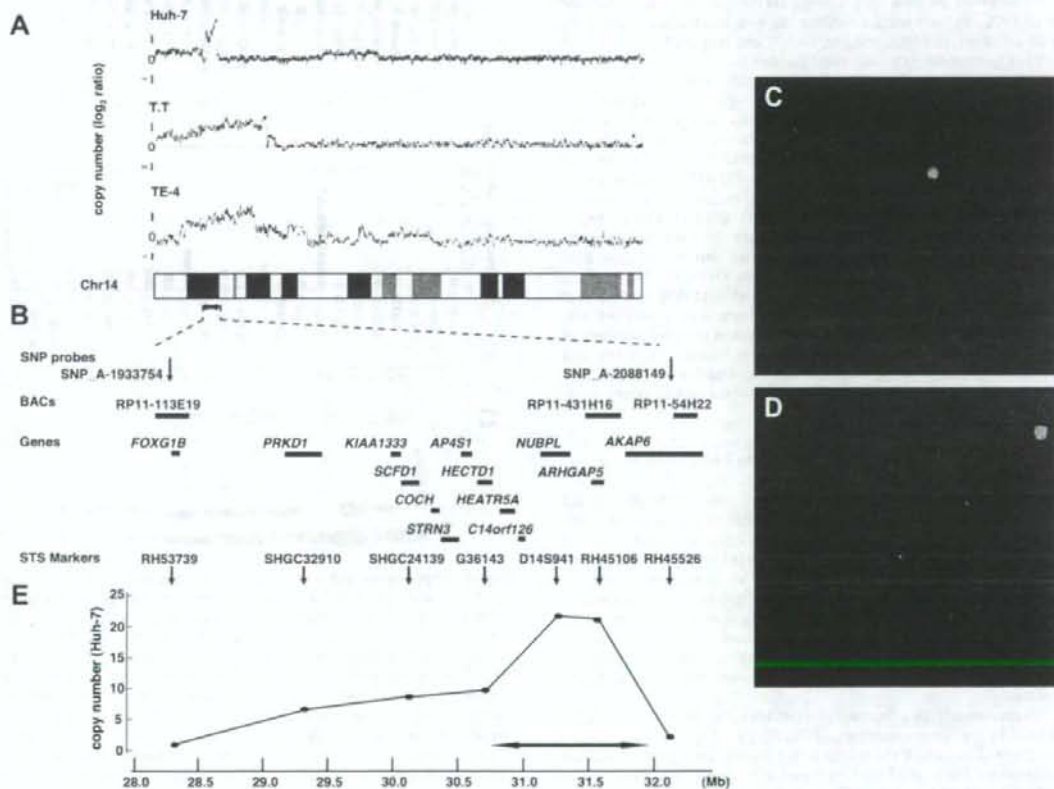 A
Huh-7
1
0
-1
T.T
1
0
-1
TE-4
1
0
-1
copy number (log2 ratio)
Chr14
B
SNP probes
SNP_A-1933754
SNP_A-2088149
BACs
RP11-113E19
RP11-431H16
RP11-54H22
Genes
FOXG1B
PRKD1
KIAA1333
AP4S1
NUBPL
AKAP6
SCFD1
HECTD1
ARHGAP5
COCH
HEATR5A
STRN3
C14orf126
STS Markers
RH53739
SHGC32910
SHGC24139
G36143
D14S941
RH45106
RH45526
C
D
E
copy number (Huh-7)
25
20
15
10
5
0
28.0 28.5 29.0 29.5 30.0 30.5 31.0 31.5 32.0 (Mb)